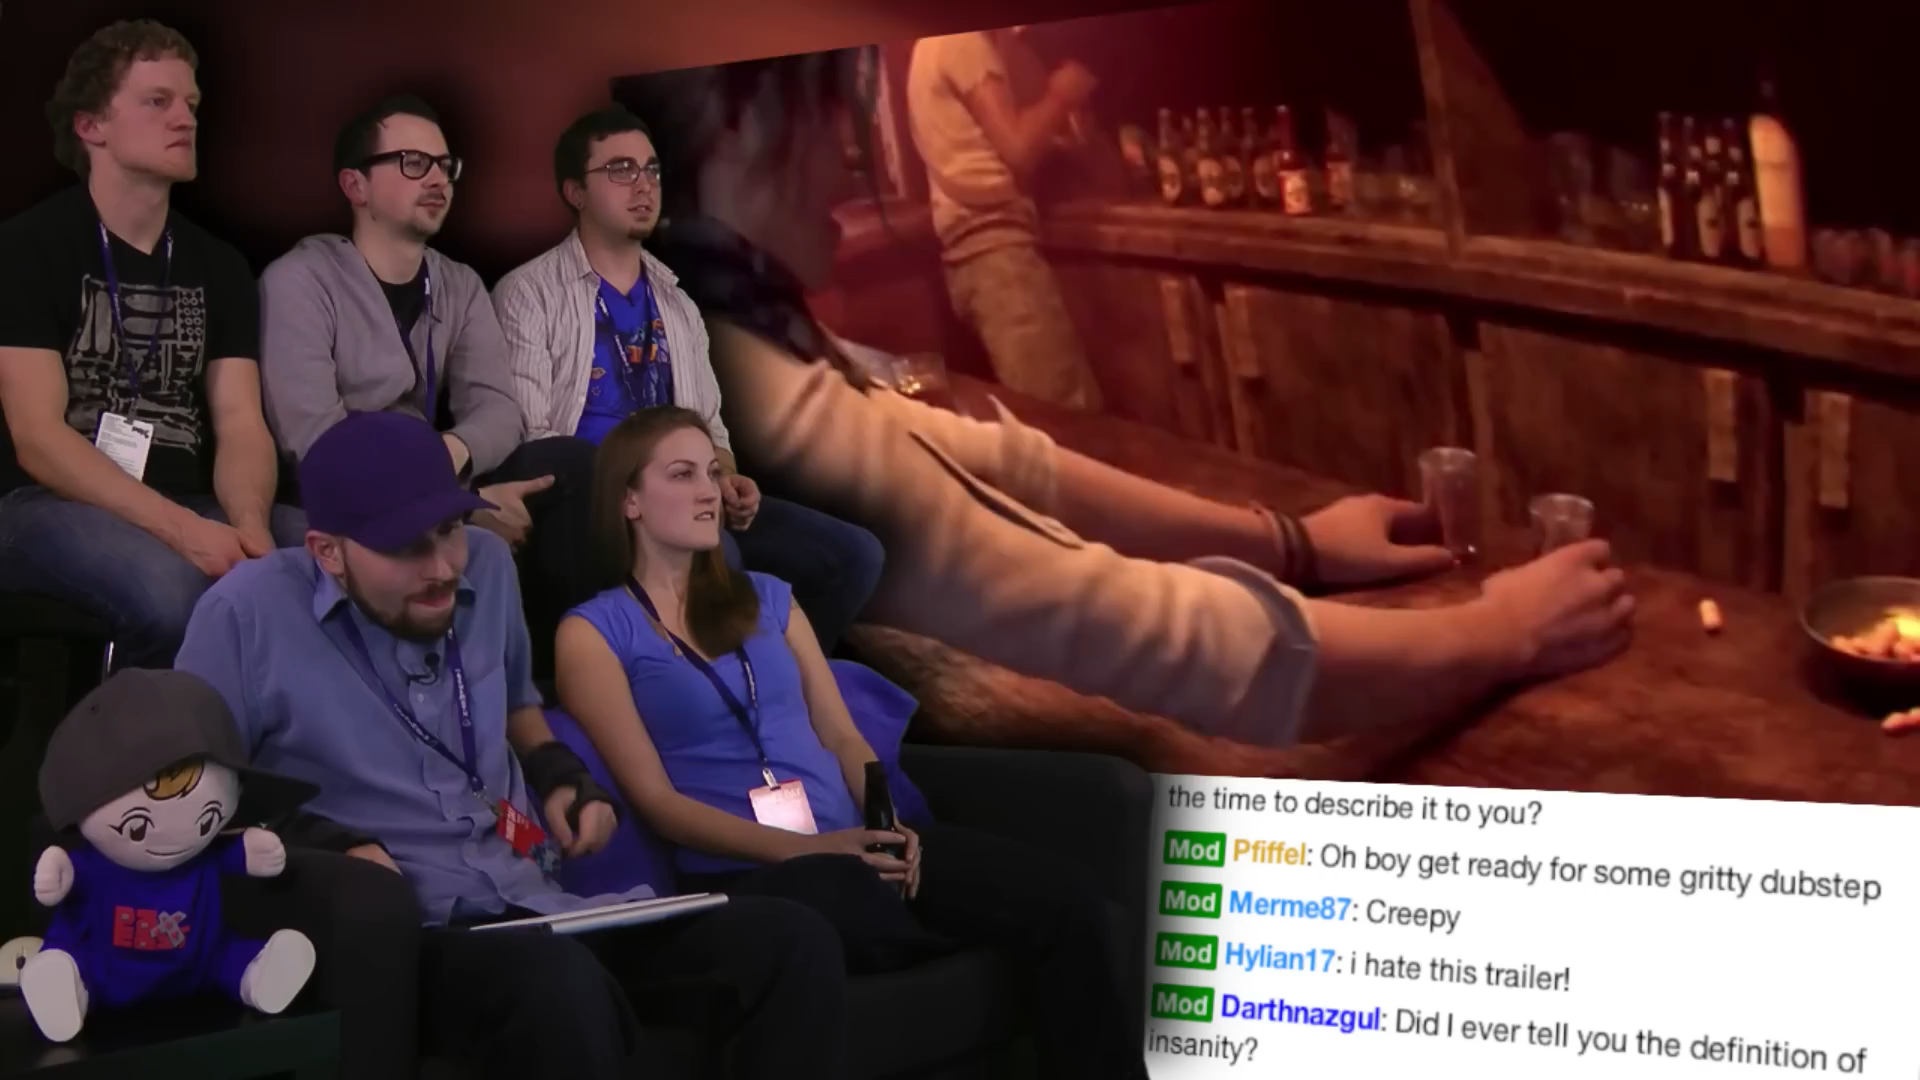 the time to describe it to you?
Mod Pfiffel: Oh boy get ready for some gritty dubstep
Mod Merme87: Creepy
Mod Hylian17: i hate this trailer!
Mod Darthnazgul: Did I ever tell you the definition of
insanity?